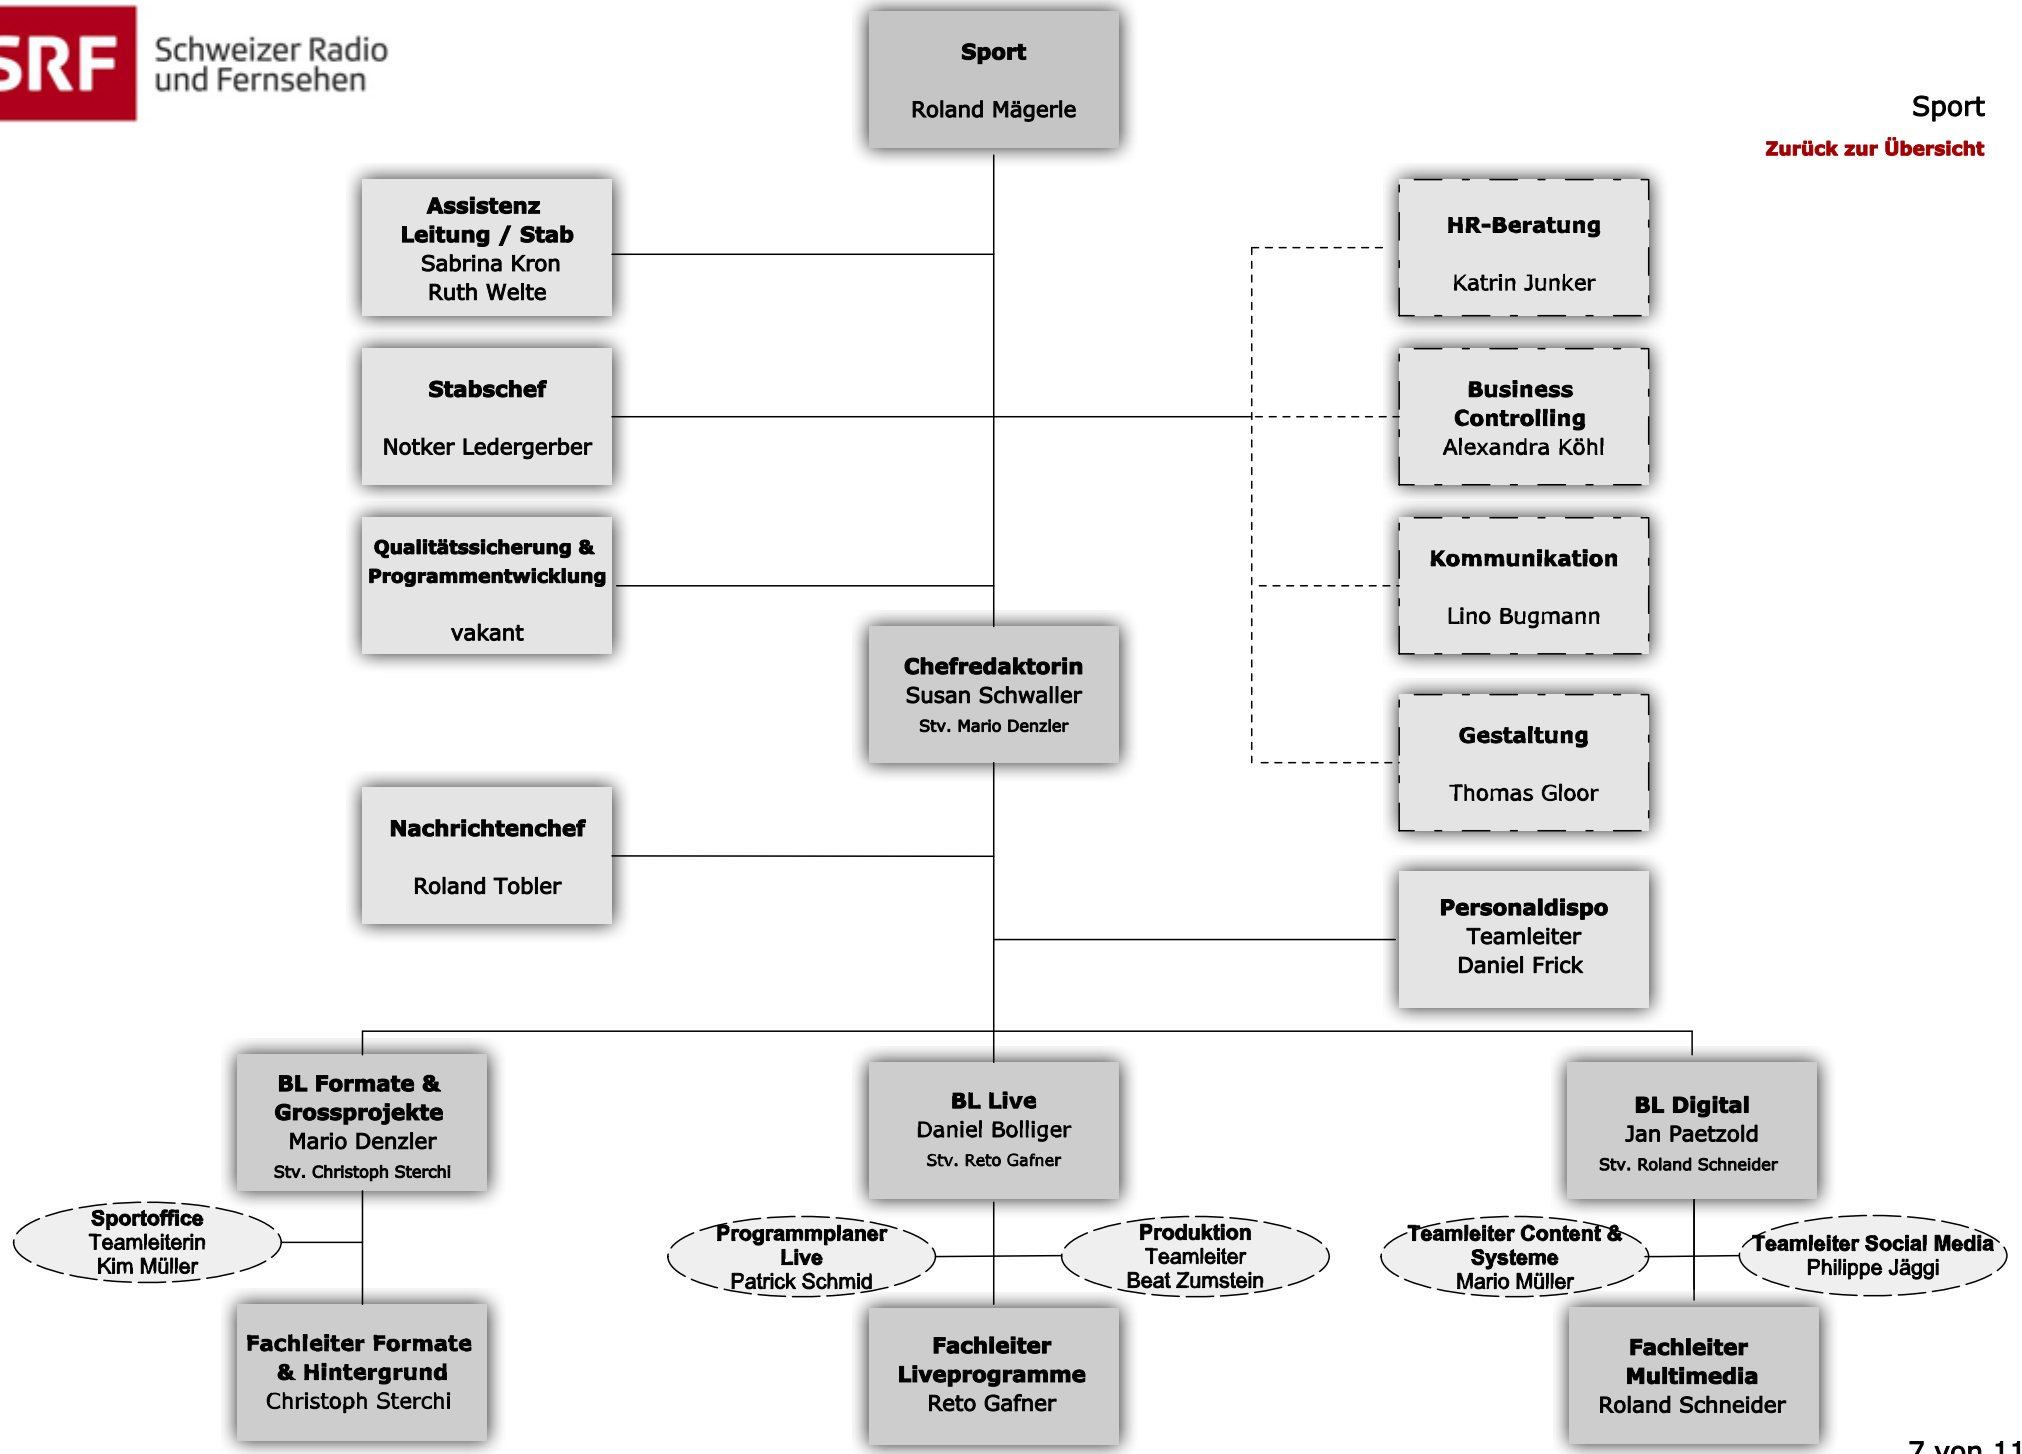 SRF
Schweizer Radio
und Fernsehen
Sport
Roland Mägerle
Sport
Zurück zur Übersicht
Assistenz
Leitung / Stab
Sabrina Kron
Ruth Welte
HR-Beratung
Katrin Junker
Stabschef
Notker Ledergerber
Business
Controlling
Alexandra Köhl
Qualitätssicherung &
Programmentwicklung
vakant
Kommunikation
Lino Bugmann
Chefredaktorin
Susan Schwaller
Stv. Mario Denzler
Gestaltung
Thomas Gloor
Nachrichtenchef
Roland Tobler
Personaldispo
Teamleiter
Daniel Frick
BL Formate &
Grossprojekte
Mario Denzler
Stv. Christoph Sterchi
BL Live
Daniel Bolliger
Stv. Reto Gafner
BL Digital
Jan Paetzold
Stv. Roland Schneider
Sportoffice
Teamleiterin
Kim Müller
Programmplaner
Live
Patrick Schmid
Produktion
Teamleiter
Beat Zumstein
Teamleiter Content &
Systeme
Mario Müller
Teamleiter Social Media
Philippe Jäggi
Fachleiter Formate
& Hintergrund
Christoph Sterchi
Fachleiter
Liveprogramme
Reto Gafner
Fachleiter
Multimedia
Roland Schneider
7 von 11